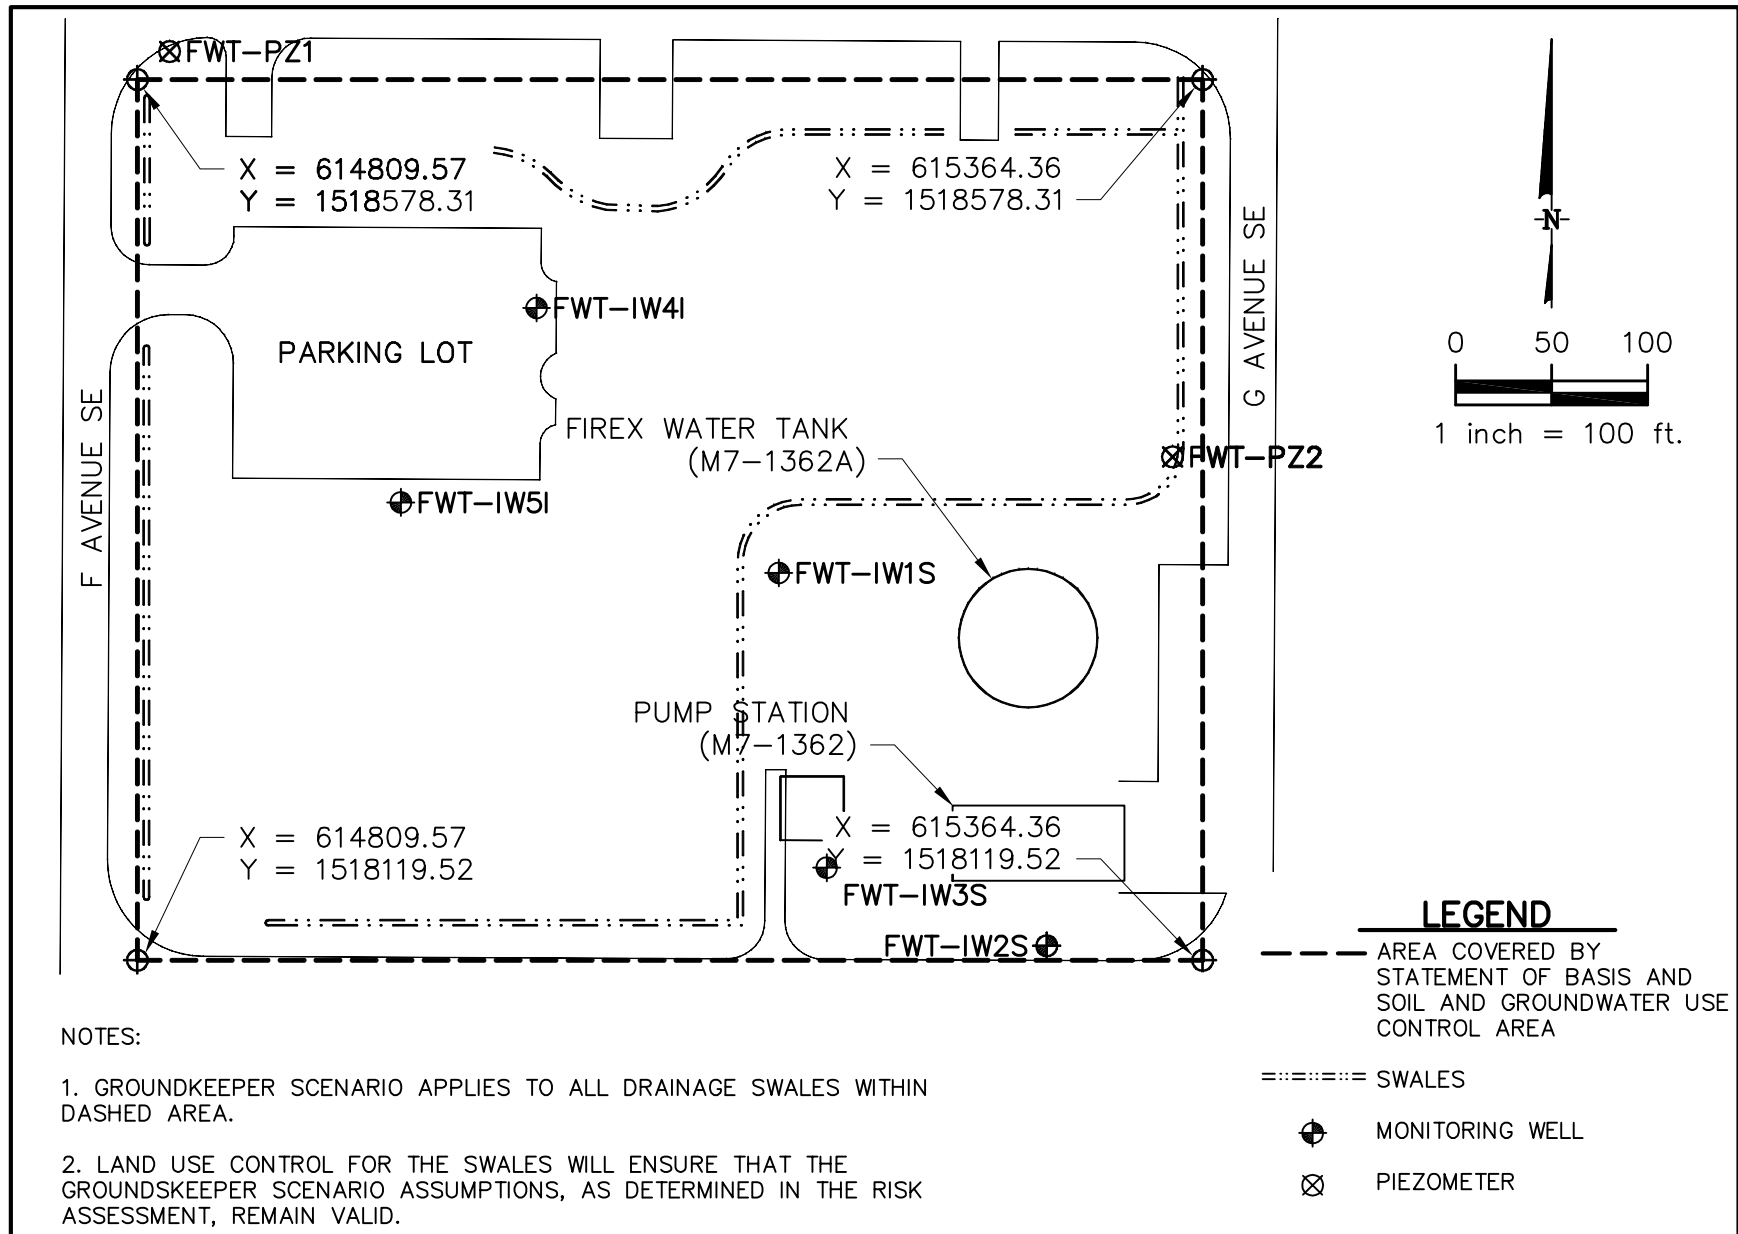 FWT-PZ1
X = 614809.57
Y = 1518578.31
X = 615364.36
Y = 1518578.31
N
G AVENUE SE
FWT-IW4I
PARKING LOT
0 50 100
1 inch = 100 ft.
F AVENUE SE
FIREX WATER TANK
(M7-1362A)
FWT-PZ2
FWT-IW5I
FWT-IW1S
PUMP STATION
(M7-1362)
X = 614809.57
Y = 1518119.52
X = 615364.36
Y = 1518119.52
FWT-IW3S
FWT-IW2S
LEGEND
AREA COVERED BY
STATEMENT OF BASIS AND
SOIL AND GROUNDWATER USE
CONTROL AREA
SWALES
MONITORING WELL
PIEZOMETER
NOTES:
1. GROUNDKEEPER SCENARIO APPLIES TO ALL DRAINAGE SWALES WITHIN
DASHED AREA.
2. LAND USE CONTROL FOR THE SWALES WILL ENSURE THAT THE
GROUNDSKEEPER SCENARIO ASSUMPTIONS, AS DETERMINED IN THE RISK
ASSESSMENT, REMAIN VALID.